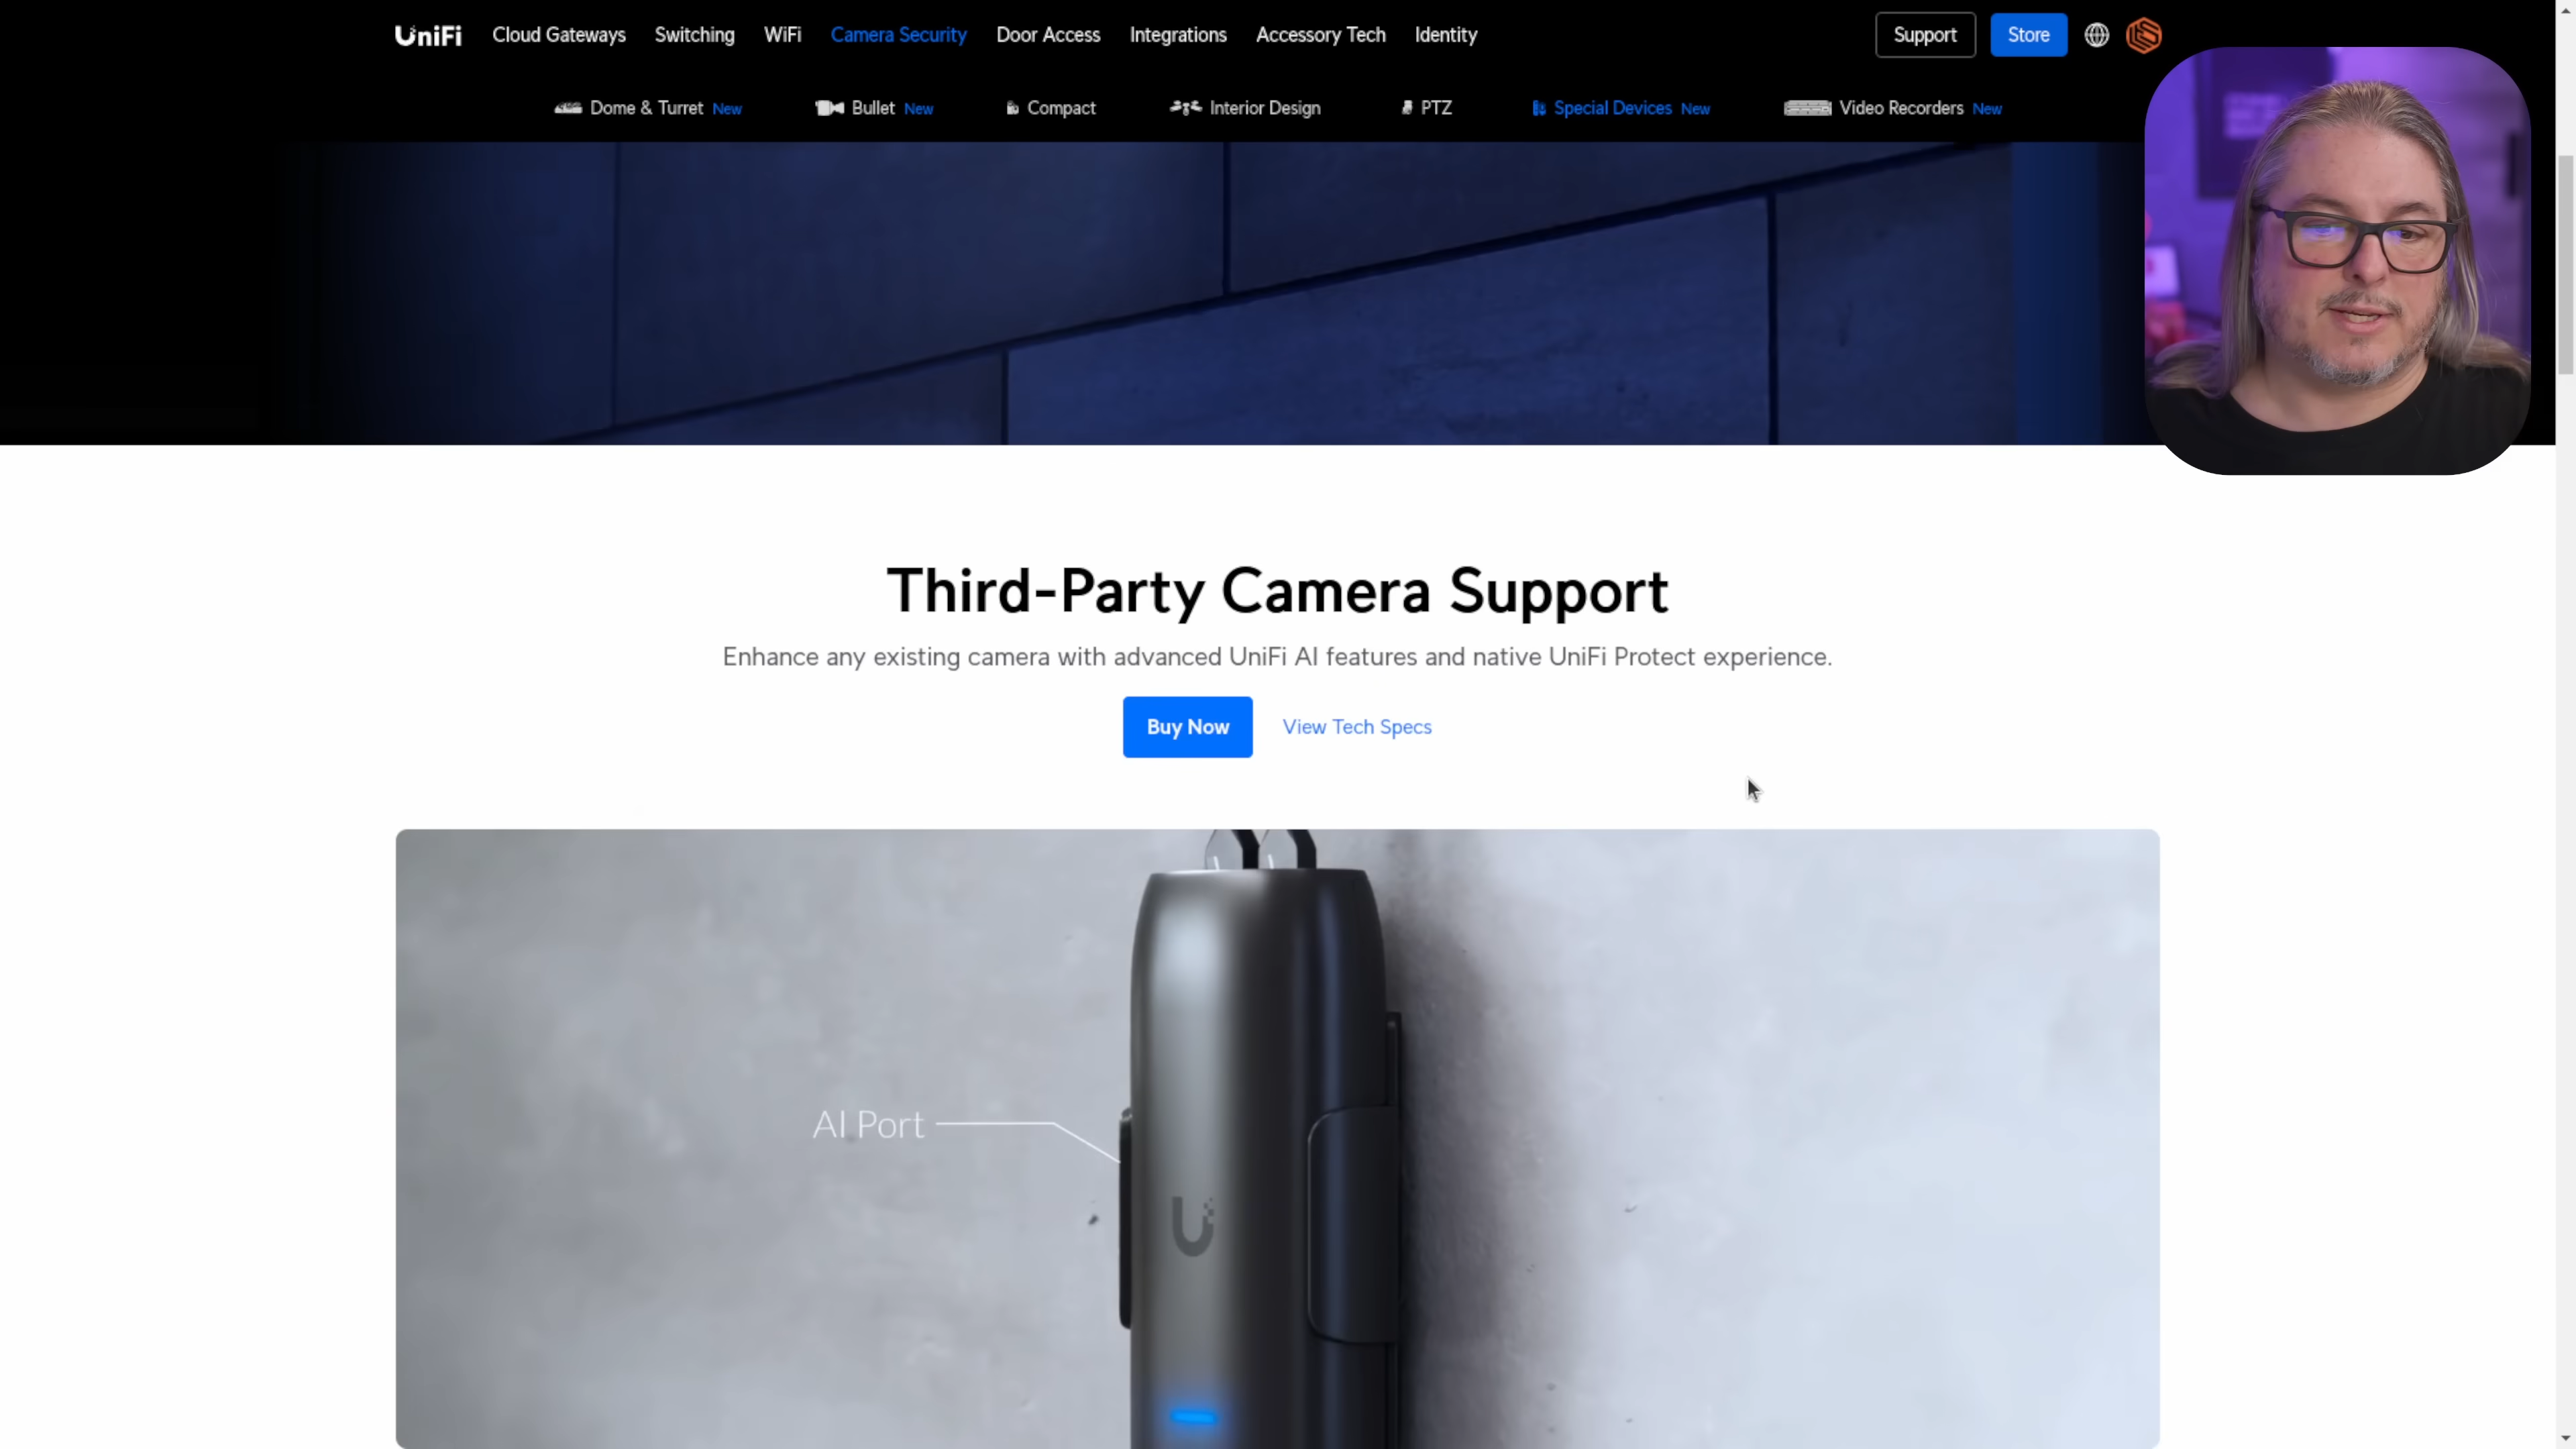 UniFi Cloud Gateways Switching WiFi Camera Security Door Access Integrations Accessory Tech Identity Support Store
Dome & Turret New Bullet New Compact Interior Design PTZ Special Devices New Video Recorders New
Third-Party Camera Support
Enhance any existing camera with advanced UniFi AI features and native UniFi Protect experience.
Buy Now View Tech Specs
AI Port
U